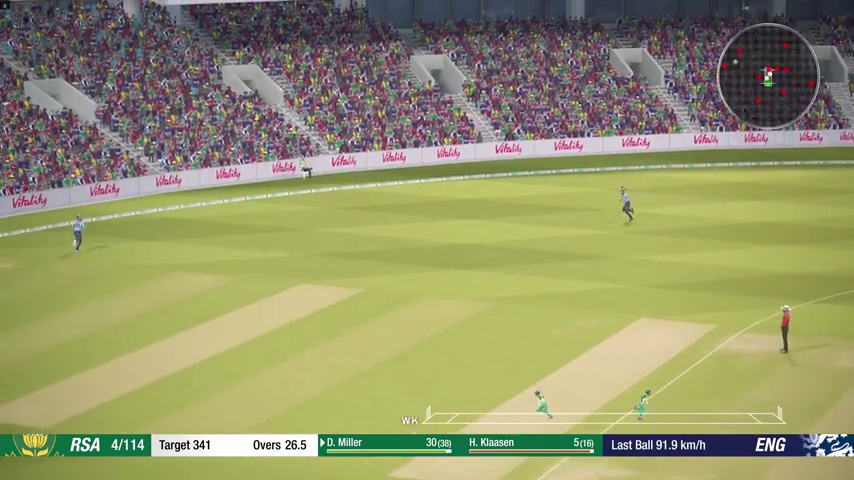 Vitality Vitality Vitality Vitality Vitality Vitality Vitality Vitality Vitality Vitality Vitality Vitality Vitality Vitality
WK
RSA 4/114 Target 341 Overs 26.5 D. Miller 30(38) H. Klaasen 5(16) Last Ball 91.9 km/h ENG